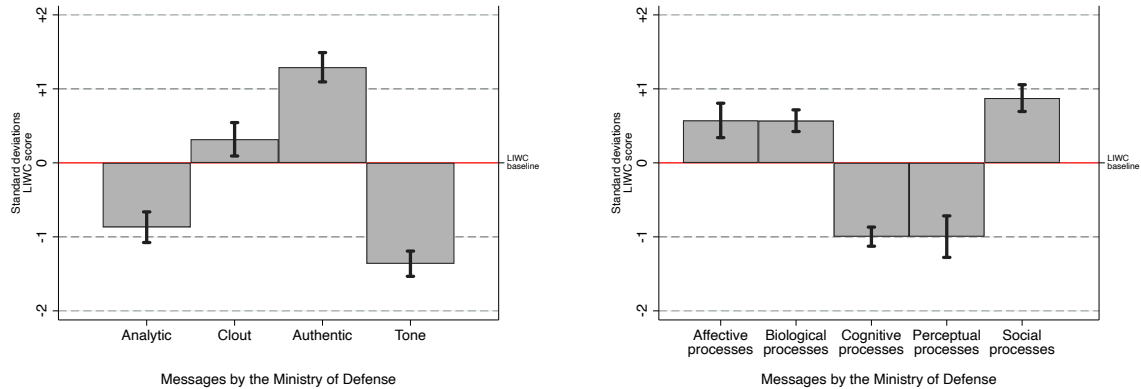 +2
+1
0
-1
-2
Standard deviations
LIWC score
LIWC
baseline
Analytic
Clout
Authentic
Tone
Messages by the Ministry of Defense
+2
+1
0
-1
-2
Standard deviations
LIWC score
LIWC
baseline
Affective
processes
Biological
processes
Cognitive
processes
Perceptual
processes
Social
processes
Messages by the Ministry of Defense